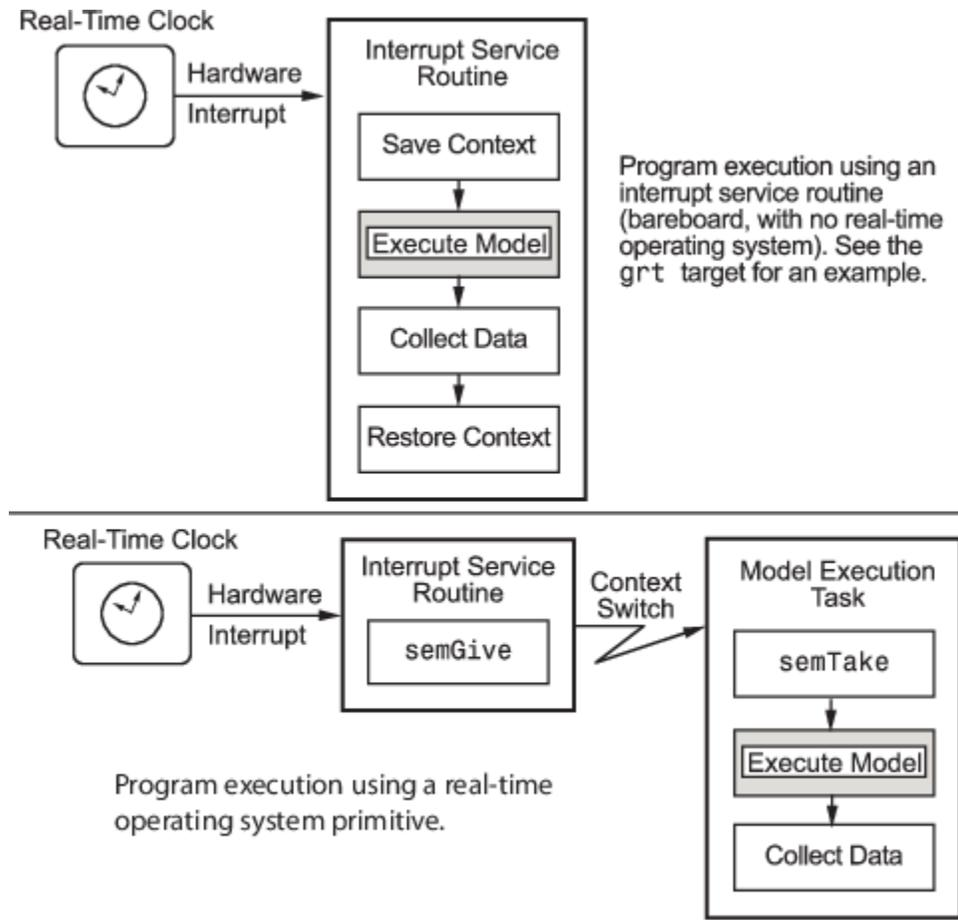 Real-Time Clock
Hardware
Interrupt
Interrupt Service
Routine
Save Context
Execute Model
Collect Data
Restore Context
Program execution using an
interrupt service routine
(bareboard, with no real-time
operating system). See the
grt target for an example.
Real-Time Clock
Hardware
Interrupt
Interrupt Service
Routine
semGive
Context
Switch
Model Execution
Task
semTake
Execute Model
Collect Data
Program execution using a real-time
operating system primitive.